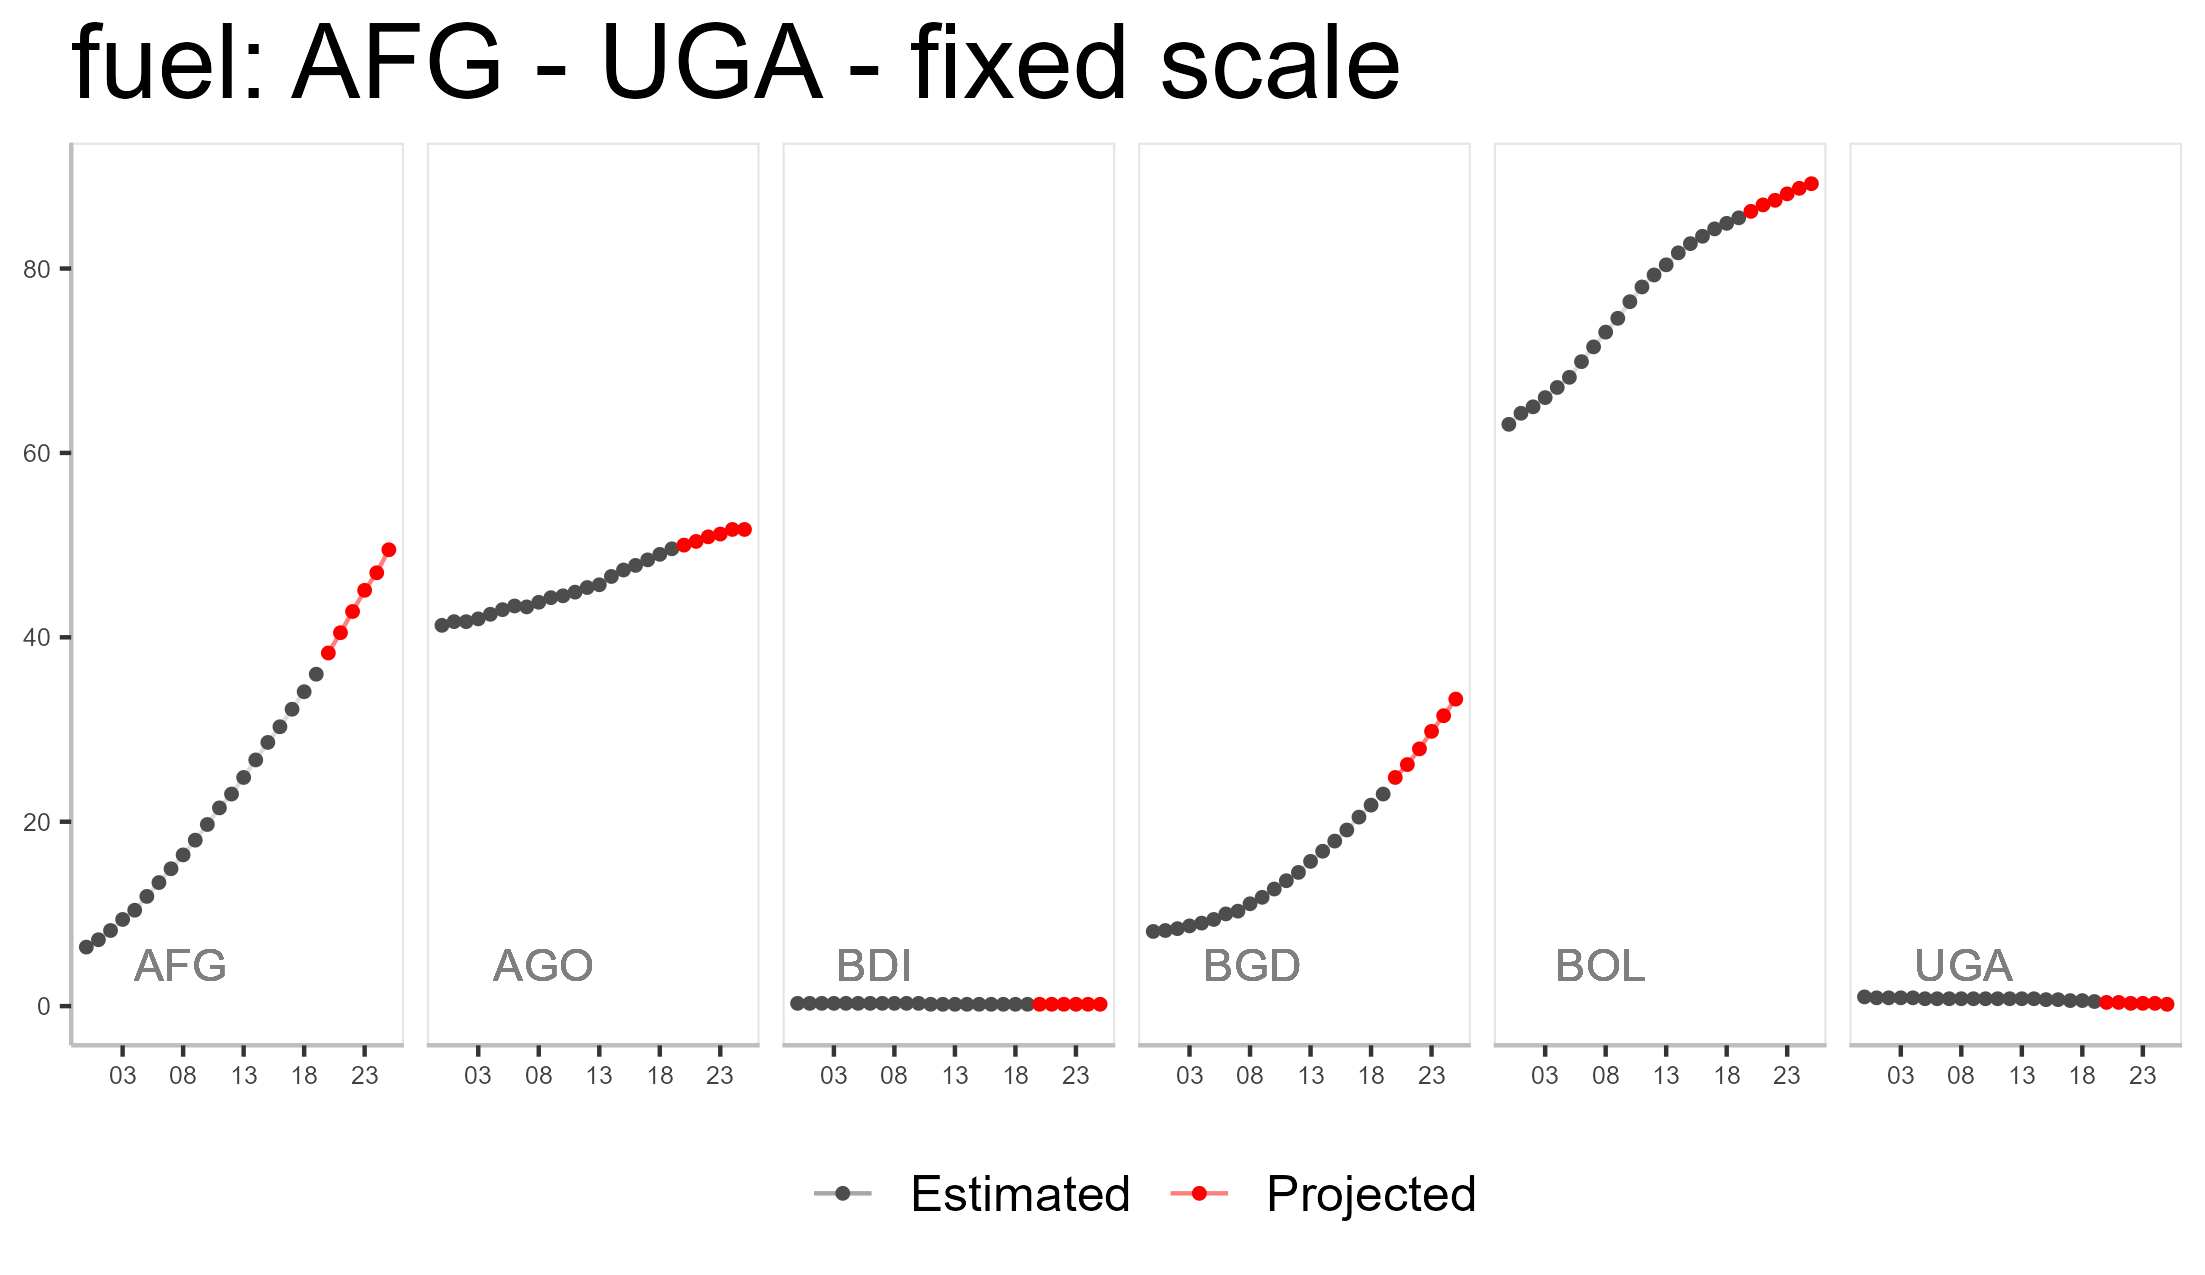 fuel: AFG - UGA - fixed scale
80
60
40
20
0
AFG AGO BDI BGD BOL UGA
03 08 13 18 23 03 08 13 18 23 03 08 13 18 23 03 08 13 18 23 03 08 13 18 23 03 08 13 18 23
Estimated Projected